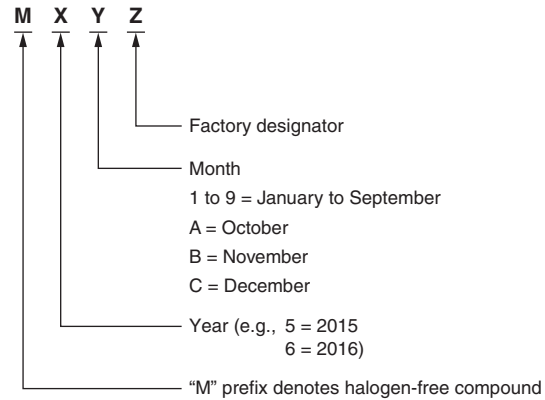 M X Y Z
Factory designator
Month
1 to 9 = January to September
A = October
B = November
C = December
Year (e.g., 5 = 2015
6 = 2016)
“M” prefix denotes halogen-free compound